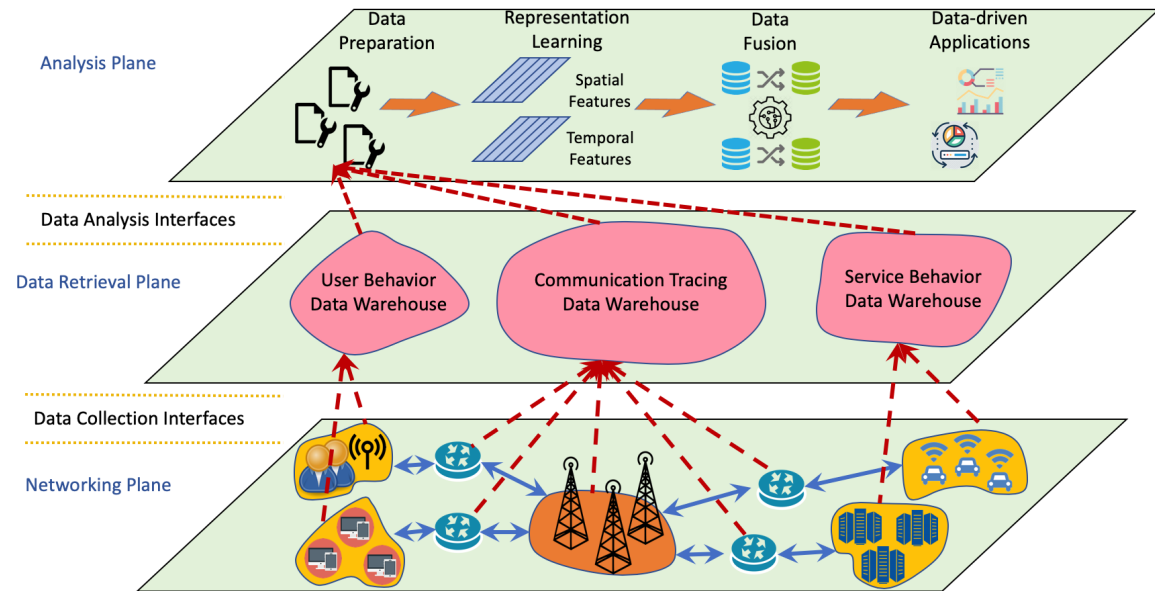 Analysis Plane
Data
Preparation
Representation
Learning
Data
Fusion
Data-driven
Applications
Spatial
Features
Temporal
Features
Data Analysis Interfaces
Data Retrieval Plane
User Behavior
Data Warehouse
Communication Tracing
Data Warehouse
Service Behavior
Data Warehouse
Data Collection Interfaces
Networking Plane